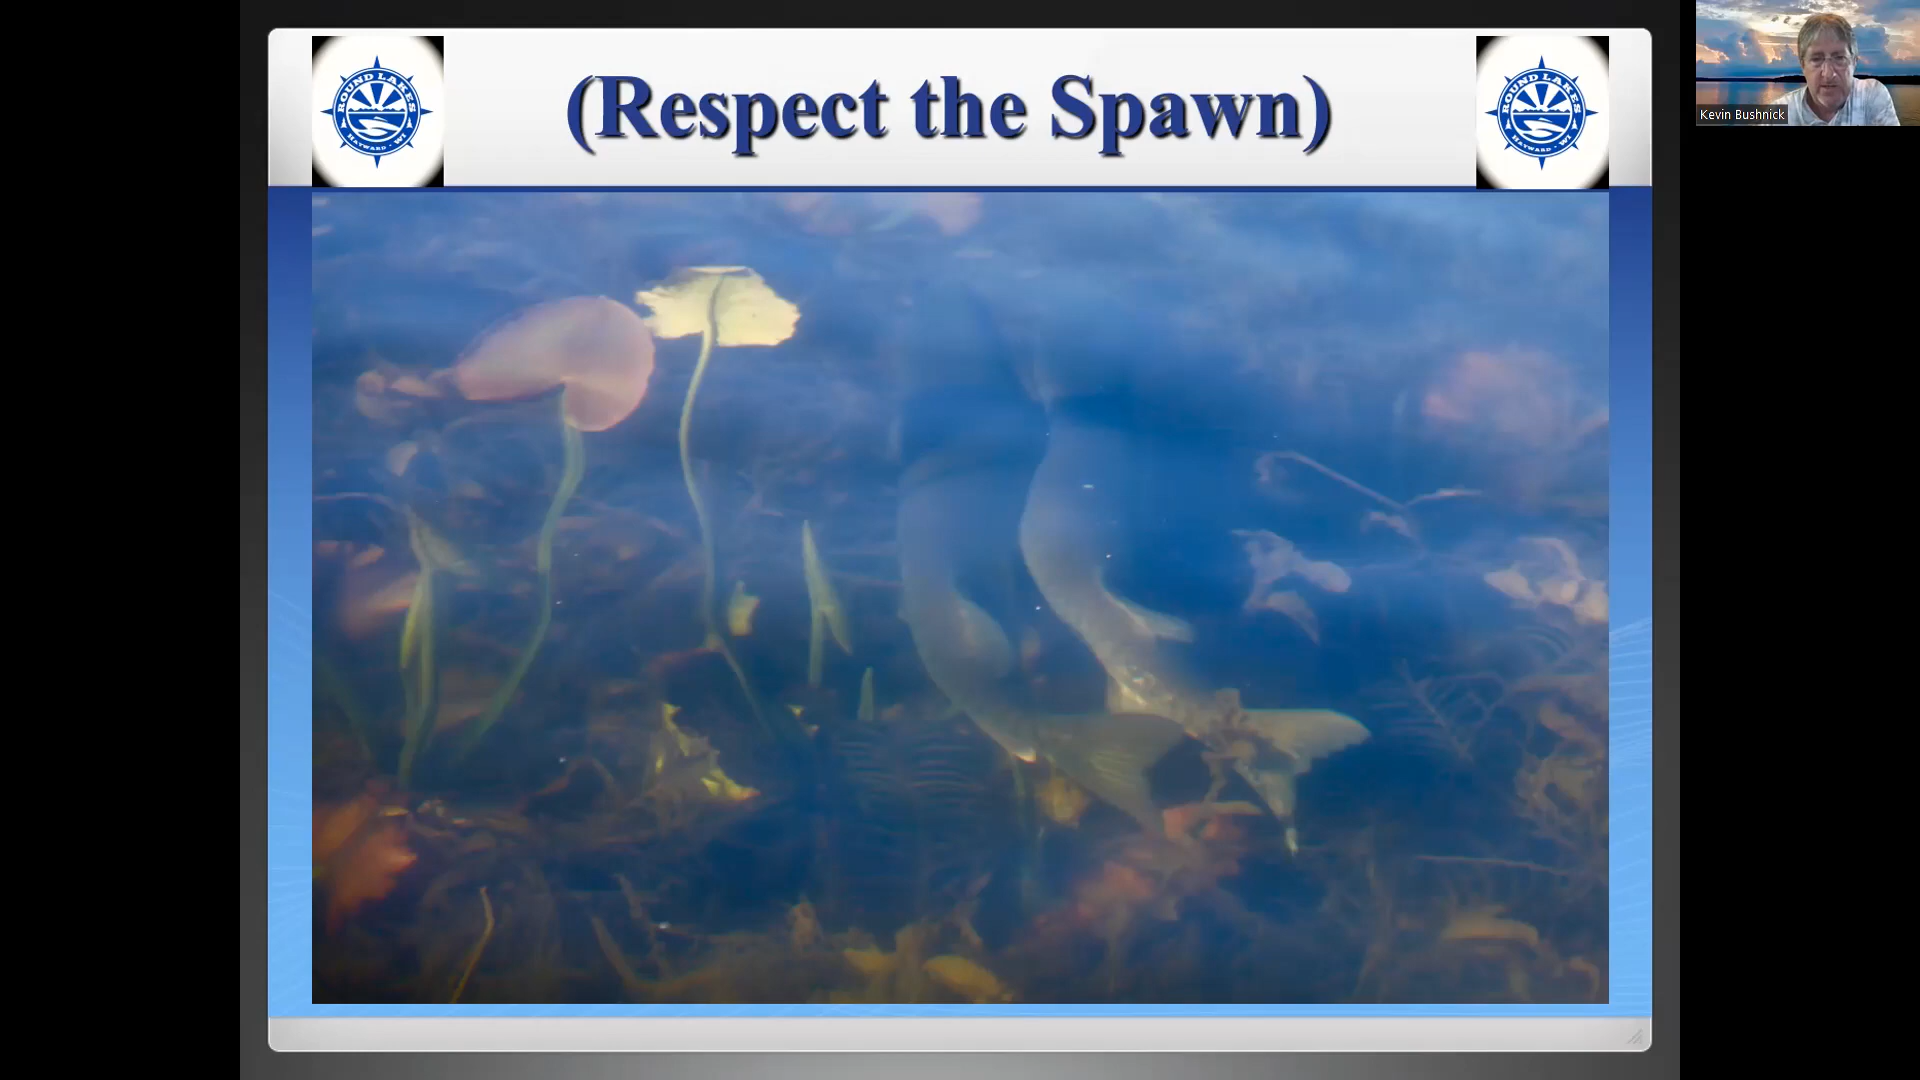 (Respect the Spawn)
ROUND LAKES
HAYWARD · WI
ROUND LAKES
HAYWARD · WI
Kevin Bushnick